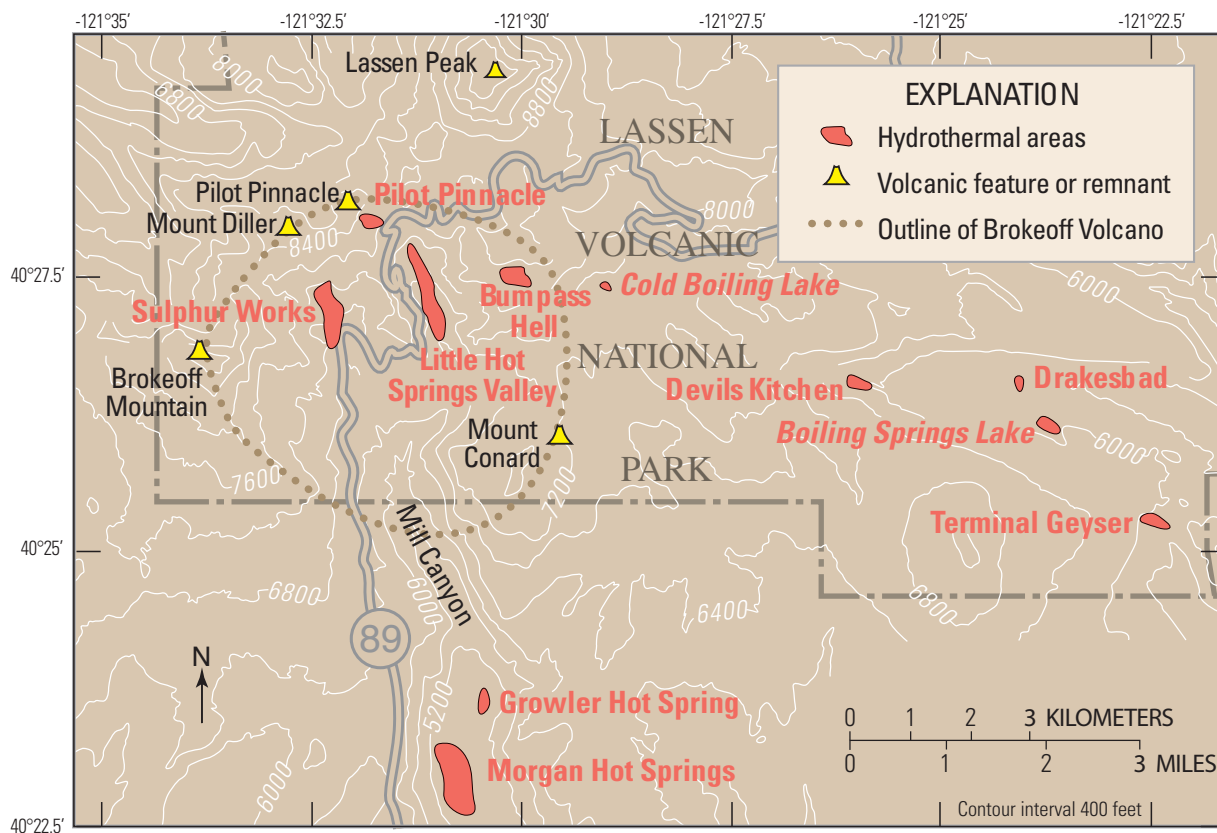 -121°35'
-121°32.5'
-121°30'
-121°27.5'
-121°25'
-121°22.5'
Lassen Peak
8000
6800
8800
LASSEN
EXPLANATION
Hydrothermal areas
Volcanic feature or remnant
Outline of Brokeoff Volcano
Pilot Pinnacle
Pilot Pinnacle
Mount Diller
8400
8000
VOLCANIC
40°27.5'
6000
Cold Boiling Lake
Bumpass
Hell
Sulphur Works
Little Hot
Springs Valley
NATIONAL
Brokeoff
Mountain
Devils Kitchen
Drakesbad
Boiling Springs Lake
6000
Mount
Conard
PARK
7600
7200
Terminal Geyser
40°25'
Mill Canyon
6800
6000
6400
6800
89
N
5200
Growler Hot Spring
0 1 2 3 KILOMETERS
0 1 2 3 MILES
Morgan Hot Springs
6000
Contour interval 400 feet
40°22.5'